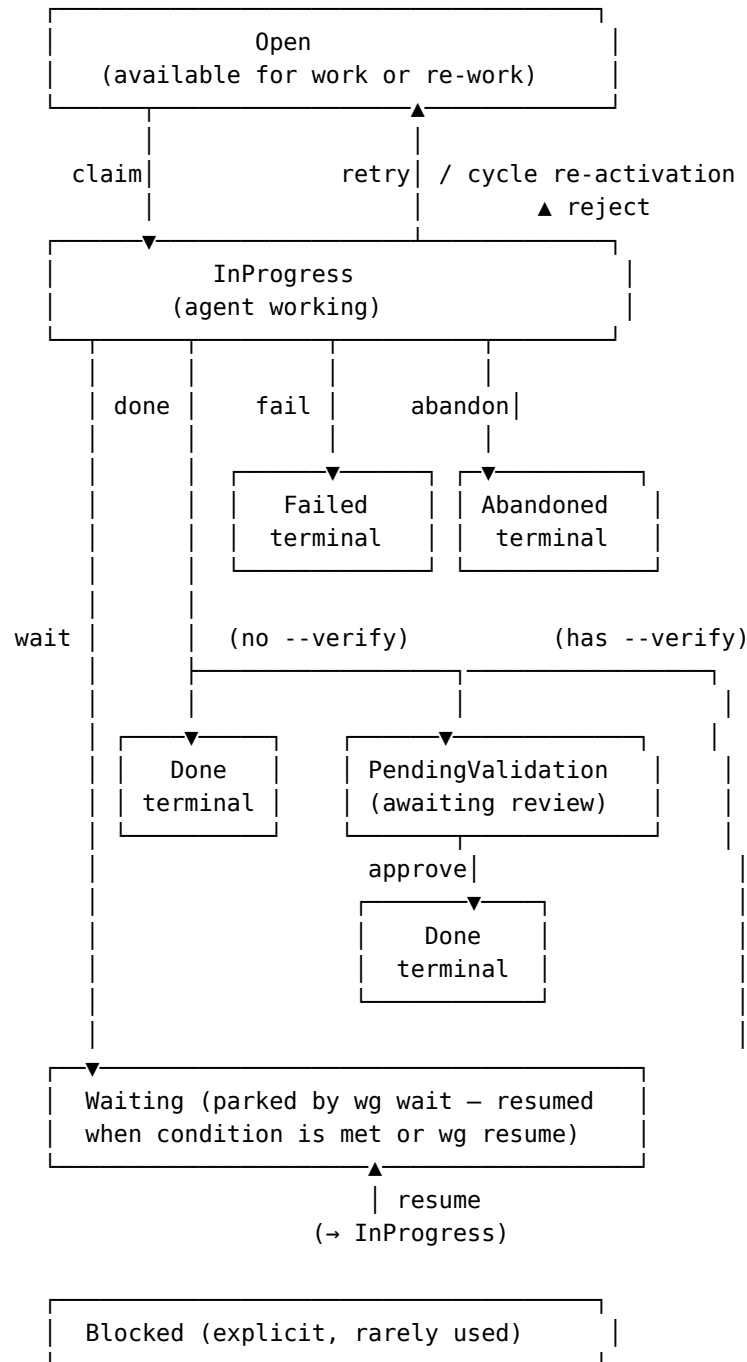 Open
(available for work or re-work)
claim retry / cycle re-activation
▲ reject
InProgress
(agent working)
done fail abandon
Failed Abandoned
terminal terminal
wait (no --verify) (has --verify)
Done PendingValidation
terminal (awaiting review)
approve
Done
terminal
Waiting (parked by wg wait — resumed
when condition is met or wg resume)
resume
(→ InProgress)
Blocked (explicit, rarely used)